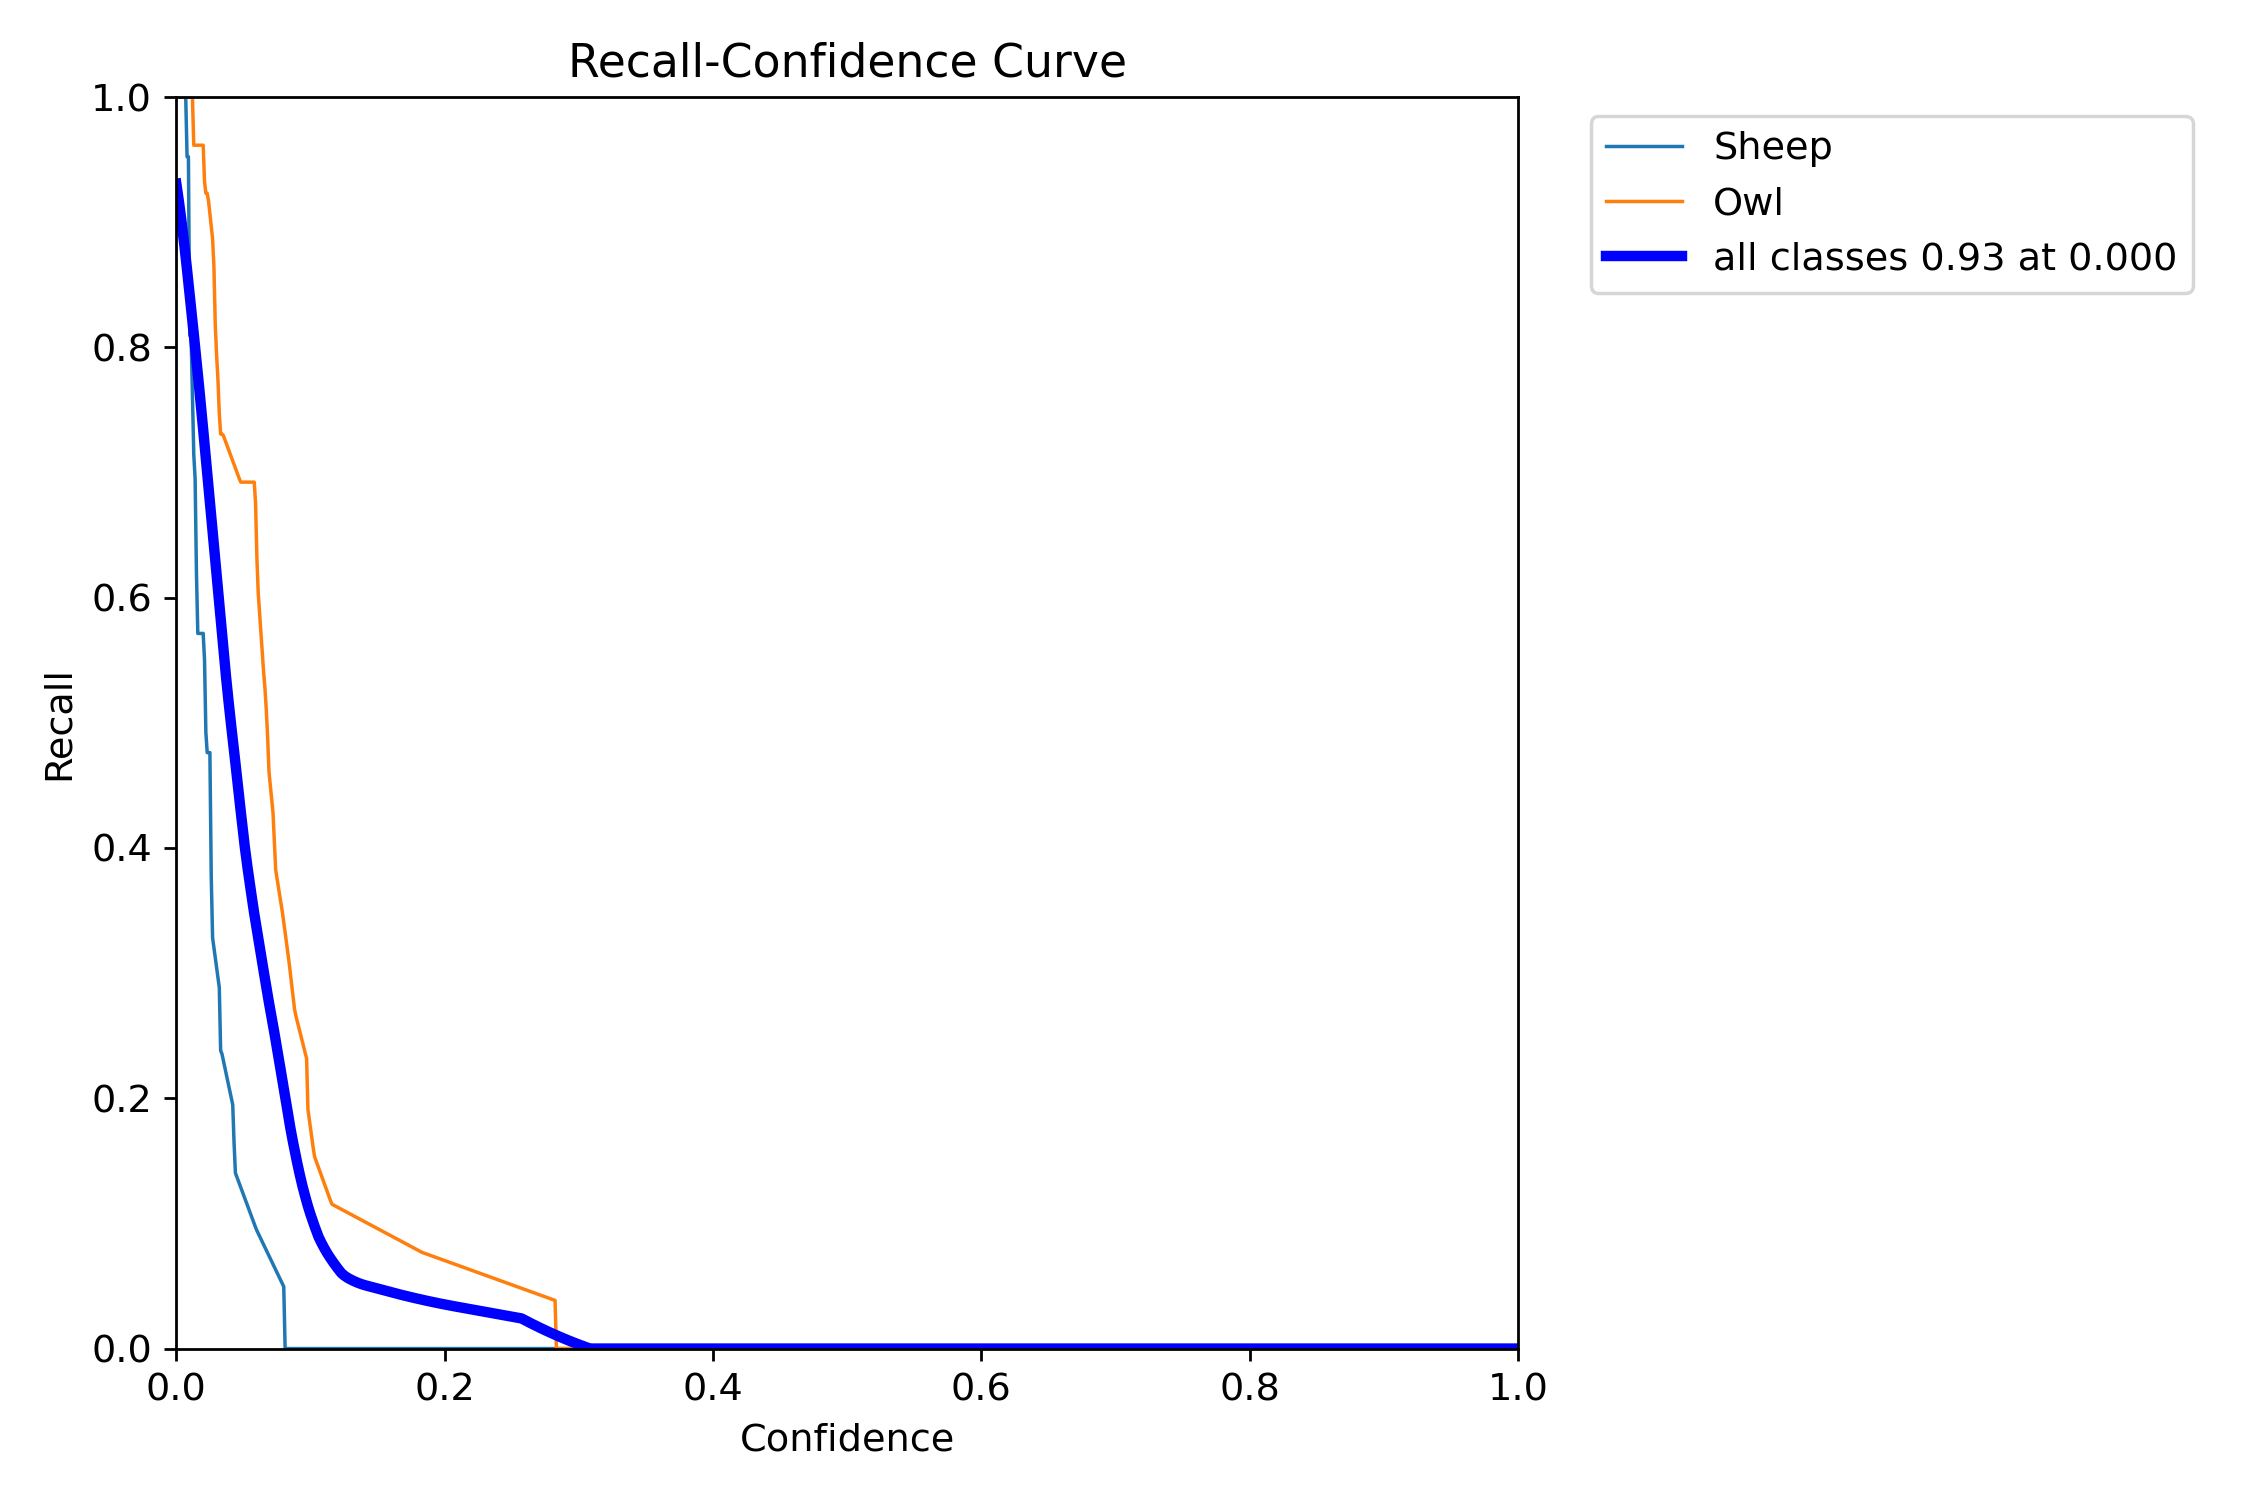 Recall-Confidence Curve
1.0
0.8
0.6
0.4
0.2
0.0
Recall
0.0 0.2 0.4 0.6 0.8 1.0
Confidence
Sheep
Owl
all classes 0.93 at 0.000